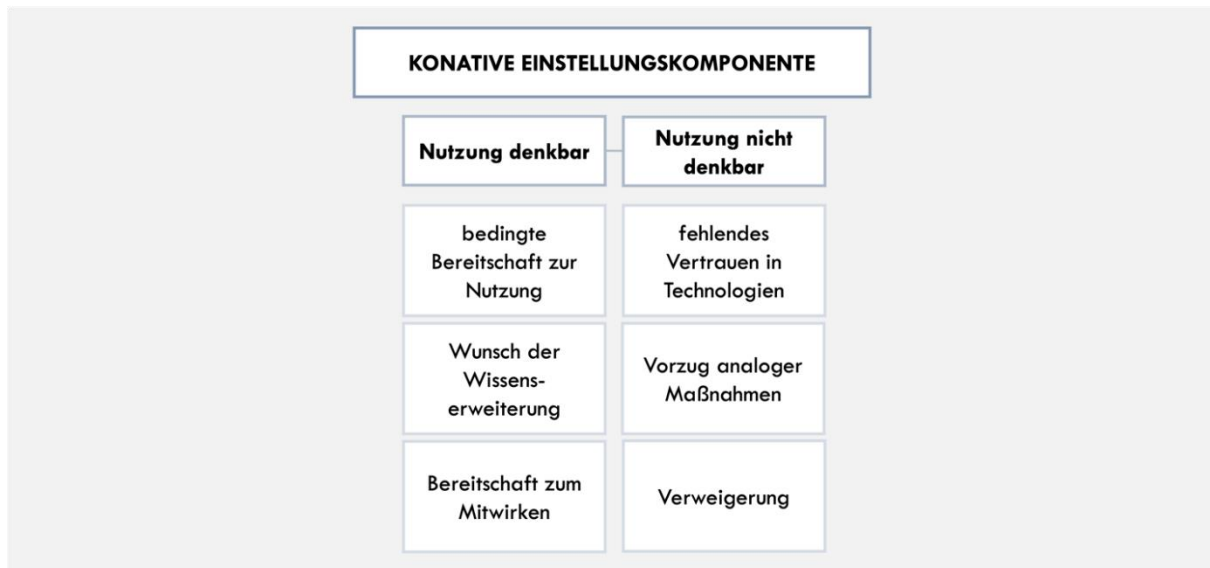 KONATIVE EINSTELLUNGSKOMPONENTE
Nutzung denkbar
Nutzung nicht
denkbar
bedingte
Bereitschaft zur
Nutzung
fehlendes
Vertrauen in
Technologien
Wunsch der
Wissens-
erweiterung
Vorzug analoger
Maßnahmen
Bereitschaft zum
Mitwirken
Verweigerung